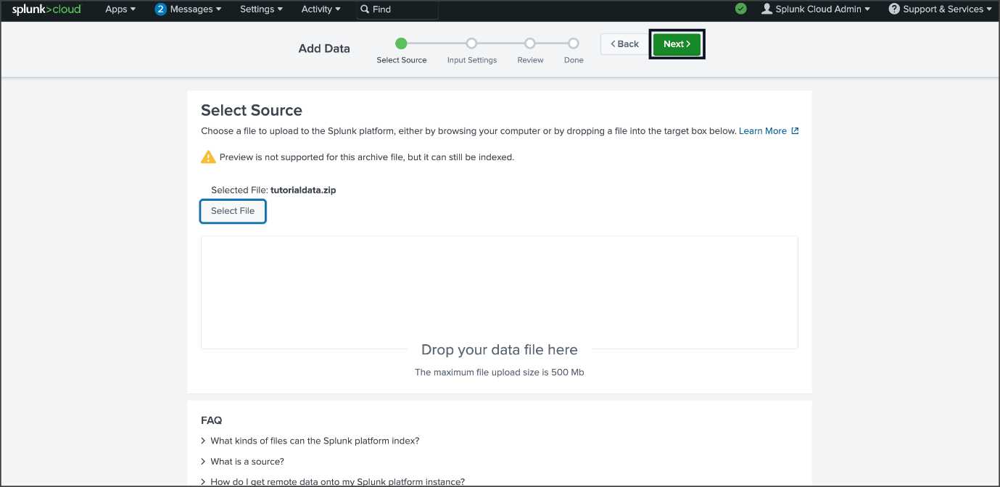 splunk>cloud Apps 2 Messages Settings Activity Find Splunk Cloud Admin ? Support & Services
Add Data
Select Source Input Settings Review Done
Back Next
Select Source
Choose a file to upload to the Splunk platform, either by browsing your computer or by dropping a file into the target box below. Learn More
Preview is not supported for this archive file, but it can still be indexed.
Selected File: tutorialdata.zip
Select File
Drop your data file here
The maximum file upload size is 500 Mb
FAQ
What kinds of files can the Splunk platform index?
What is a source?
How do I get remote data onto my Splunk platform instance?